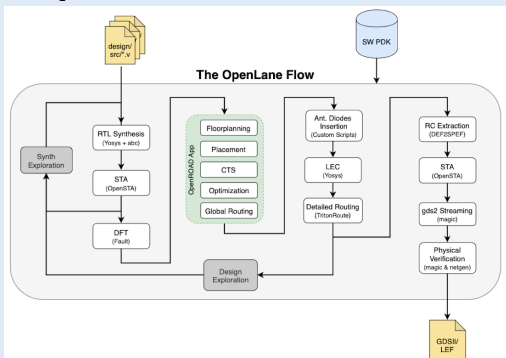 design/
src/*.v
SW PDK
The OpenLane Flow
Synth
Exploration
RTL Synthesis
(Yosys + abc)
STA
(OpenSTA)
DFT
(Fault)
OpenROAD App
Floorplanning
Placement
CTS
Optimization
Global Routing
Ant. Diodes
Insertion
(Custom Scripts)
LEC
(Yosys)
Detailed Routing
(TritonRoute)
Design
Exploration
RC Extraction
(DEF2SPEF)
STA
(OpenSTA)
gds2 Streaming
(magic)
Physical
Verification
(magic & netgen)
GDSII/
LEF